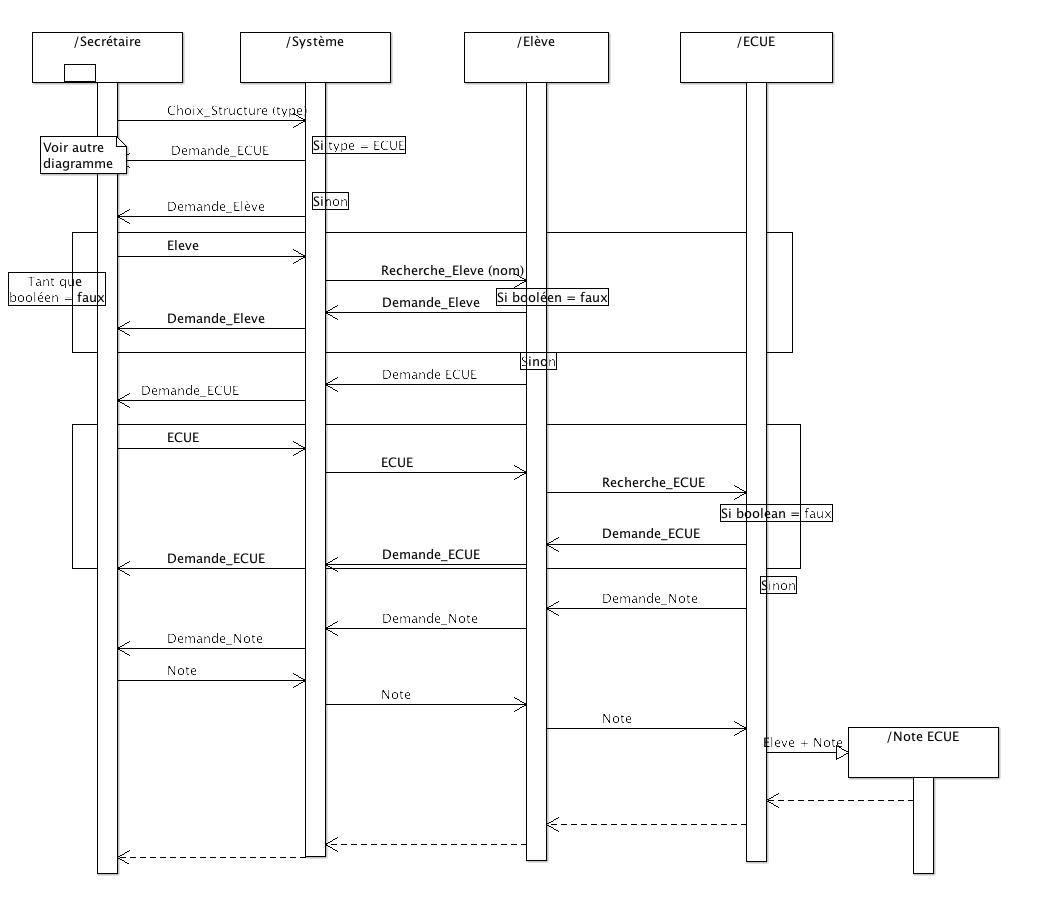 /Secrétaire
/Système
/Elève
/ECUE
Choix_Structure (type)
Si type = ECUE
Voir autre
diagramme
Demande_ECUE
Sinon
Demande_Elève
Eleve
Recherche_Eleve (nom)
Tant que
booléen = faux
Si booléen = faux
Demande_Eleve
Demande_Eleve
Sinon
Demande ECUE
Demande_ECUE
ECUE
ECUE
Recherche_ECUE
Si boolean = faux
Demande_ECUE
Demande_ECUE
Demande_ECUE
Sinon
Demande_Note
Demande_Note
Demande_Note
Note
Note
Note
Eleve + Note
/Note ECUE